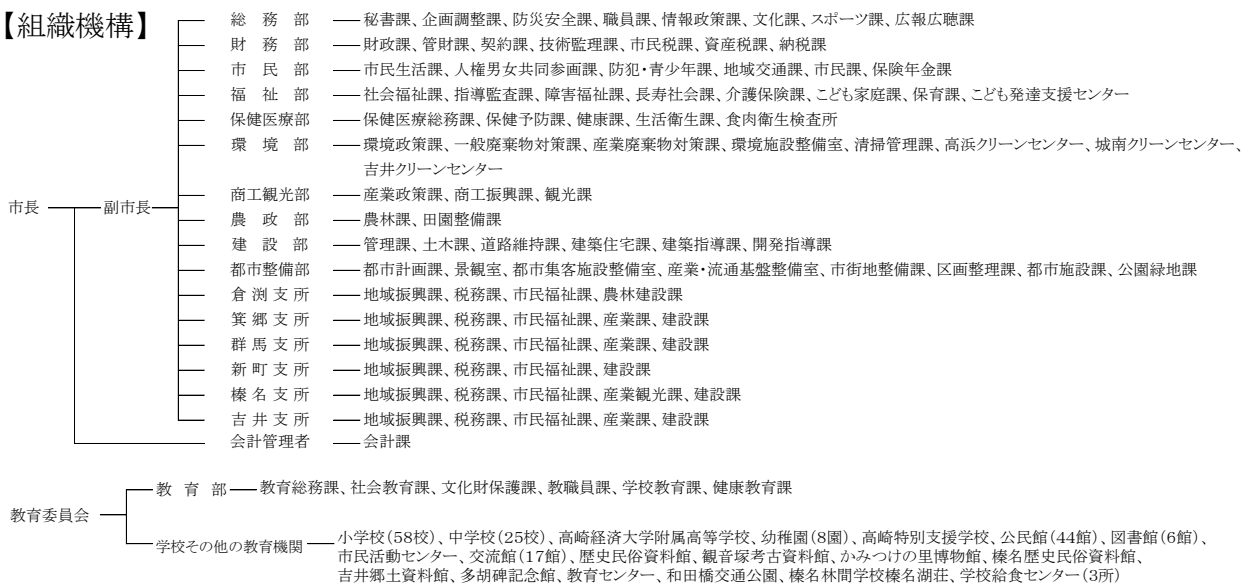 【組織機構】
総務部 秘書課、企画調整課、防災安全課、職員課、情報政策課、文化課、スポーツ課、広報広聴課
財務部 財政課、管財課、契約課、技術監理課、市民税課、資産税課、納税課
市民部 市民生活課、人権男女共同参画課、防犯・青少年課、地域交通課、市民課、保険年金課
福祉部 社会福祉課、指導監査課、障害福祉課、長寿社会課、介護保険課、こども家庭課、保育課、こども発達支援センター
保健医療部 保健医療総務課、保健予防課、健康課、生活衛生課、食肉衛生検査所
環境部 環境政策課、一般廃棄物対策課、産業廃棄物対策課、環境施設整備室、清掃管理課、高浜クリーンセンター、城南クリーンセンター、
吉井クリーンセンター
市長 副市長 商工観光部 産業政策課、商工振興課、観光課
農政部 農林課、田園整備課
建設部 管理課、土木課、道路維持課、建築住宅課、建築指導課、開発指導課
都市整備部 都市計画課、景観室、都市集客施設整備室、産業・流通基盤整備室、市街地整備課、区画整理課、都市施設課、公園緑地課
倉渕支所 地域振興課、税務課、市民福祉課、農林建設課
箕郷支所 地域振興課、税務課、市民福祉課、産業課、建設課
群馬支所 地域振興課、税務課、市民福祉課、産業課、建設課
新町支所 地域振興課、税務課、市民福祉課、建設課
榛名支所 地域振興課、税務課、市民福祉課、産業観光課、建設課
吉井支所 地域振興課、税務課、市民福祉課、産業課、建設課
会計管理者 会計課
教育委員会 教育部 教育総務課、社会教育課、文化財保護課、教職員課、学校教育課、健康教育課
学校その他の教育機関 小学校(58校)、中学校(25校)、高崎経済大学附属高等学校、幼稚園(8園)、高崎特別支援学校、公民館(44館)、図書館(6館)、
市民活動センター、交流館(17館)、歴史民俗資料館、観音塚考古資料館、かみつけの里博物館、榛名歴史民俗資料館、
吉井郷土資料館、多胡碑記念館、教育センター、和田橋交通公園、榛名林間学校榛名湖荘、学校給食センター(3所)